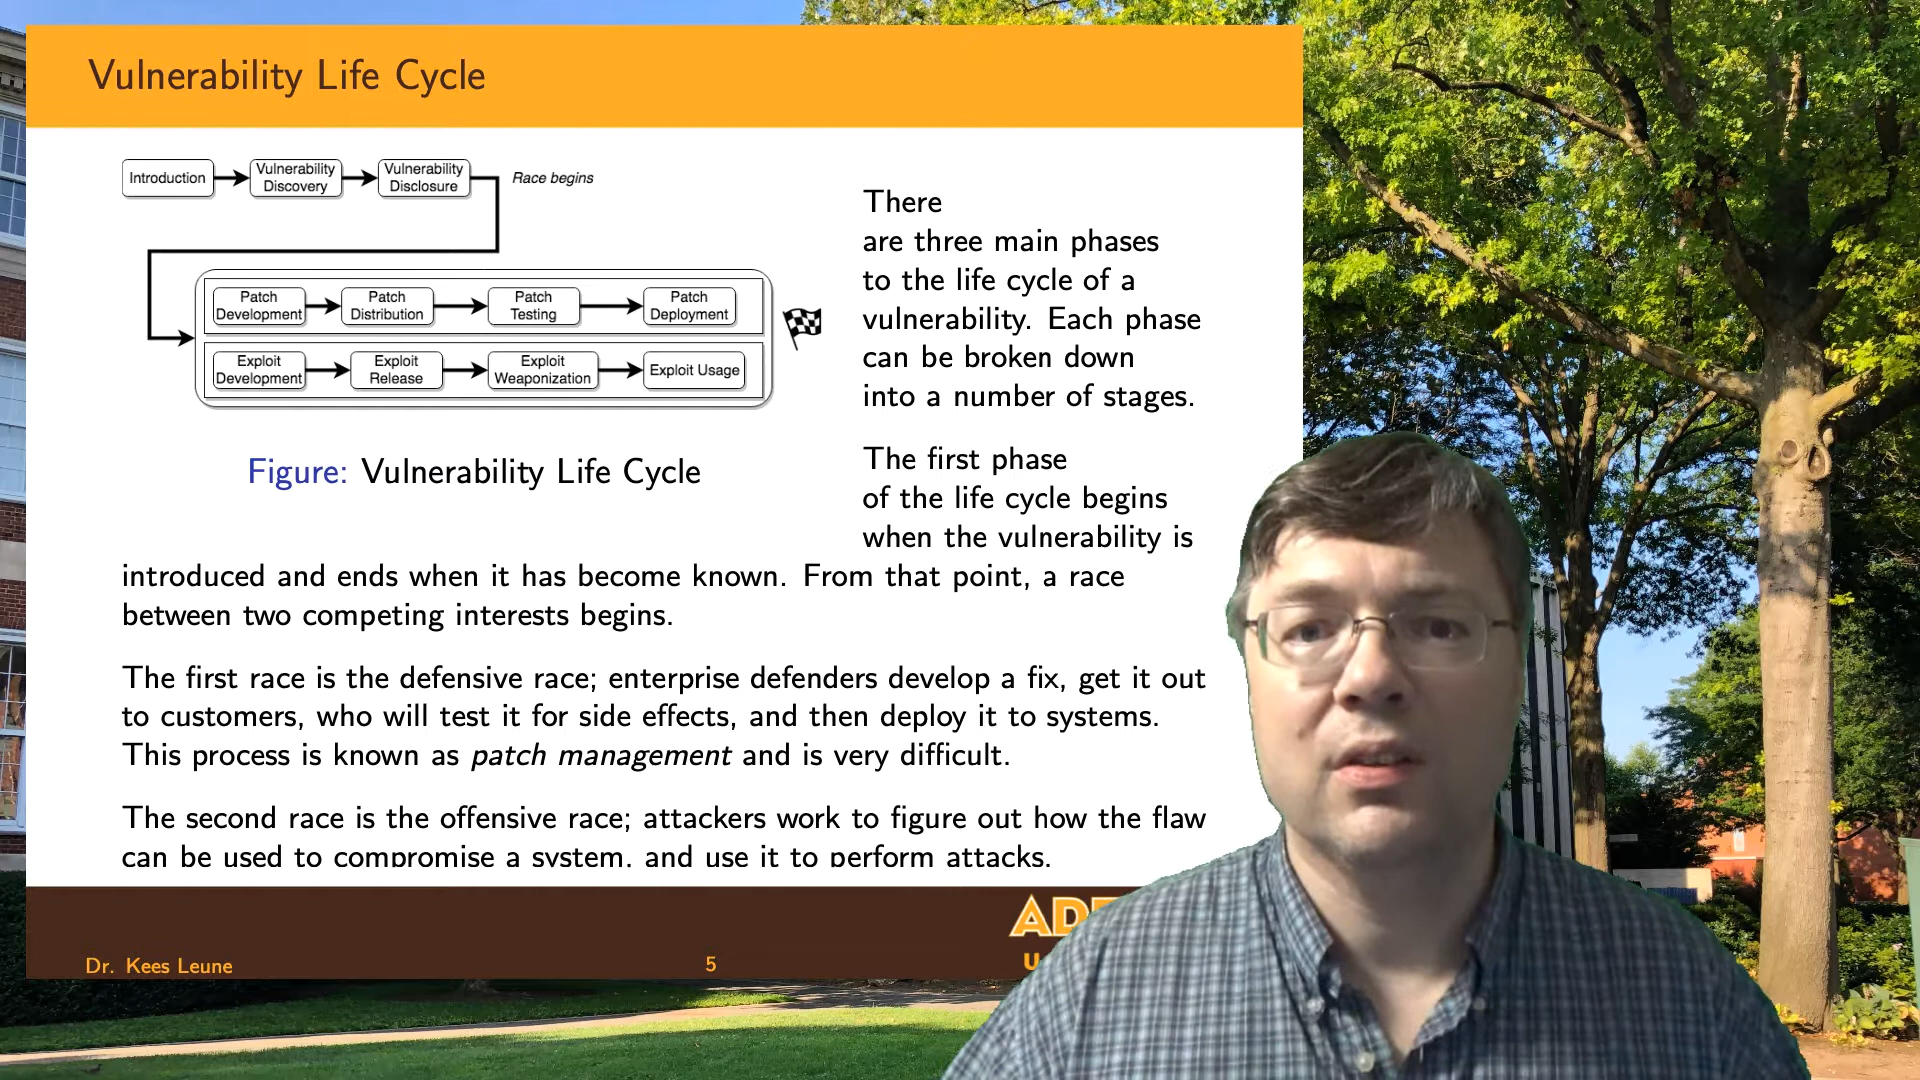 Vulnerability Life Cycle
Introduction
Vulnerability
Discovery
Vulnerability
Disclosure
Race begins
Patch
Development
Patch
Distribution
Patch
Testing
Patch
Deployment
Exploit
Development
Exploit
Release
Exploit
Weaponization
Exploit Usage
Figure: Vulnerability Life Cycle
There
are three main phases
to the life cycle of a
vulnerability. Each phase
can be broken down
into a number of stages.
The first phase
of the life cycle begins
when the vulnerability is
introduced and ends when it has become known. From that point, a race
between two competing interests begins.
The first race is the defensive race; enterprise defenders develop a fix, get it out
to customers, who will test it for side effects, and then deploy it to systems.
This process is known as patch management and is very difficult.
The second race is the offensive race; attackers work to figure out how the flaw
can be used to compromise a system, and use it to perform attacks.
Dr. Kees Leune
5